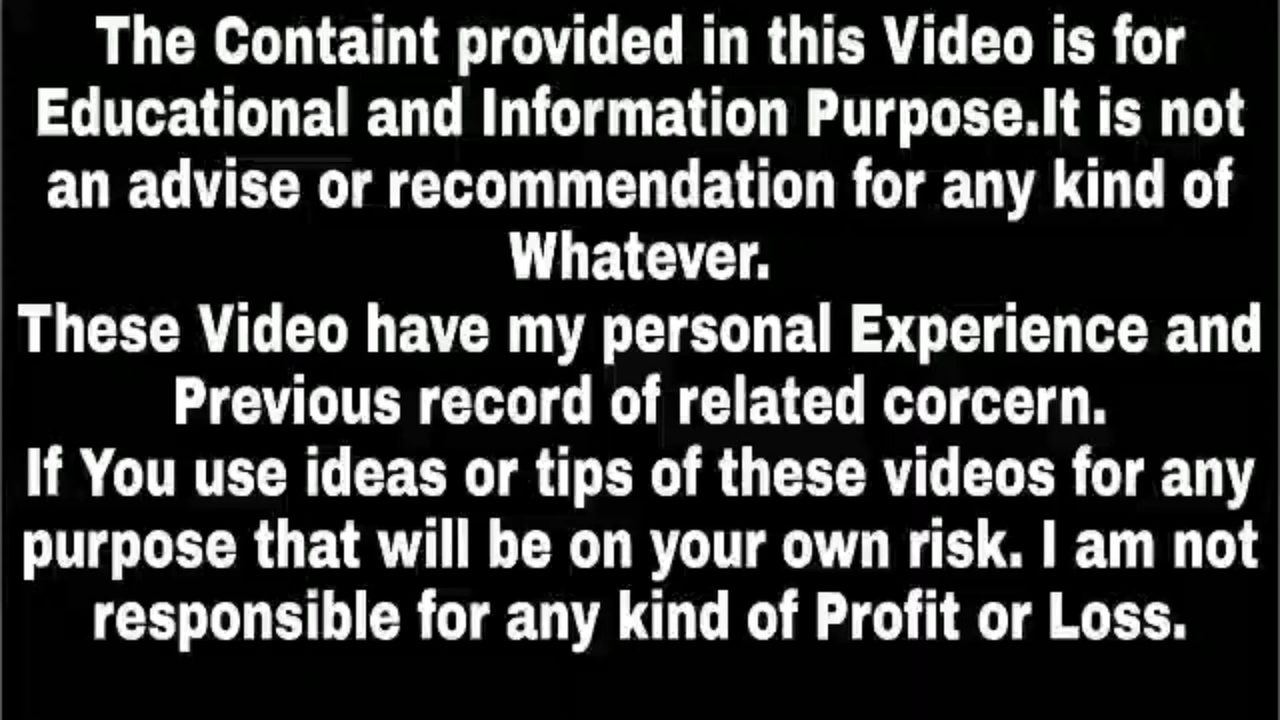 The Containt provided in this Video is for
Educational and Information Purpose.It is not
an advise or recommendation for any kind of
Whatever.
These Video have my personal Experience and
Previous record of related corcern.
If You use ideas or tips of these videos for any
purpose that will be on your own risk. I am not
responsible for any kind of Profit or Loss.